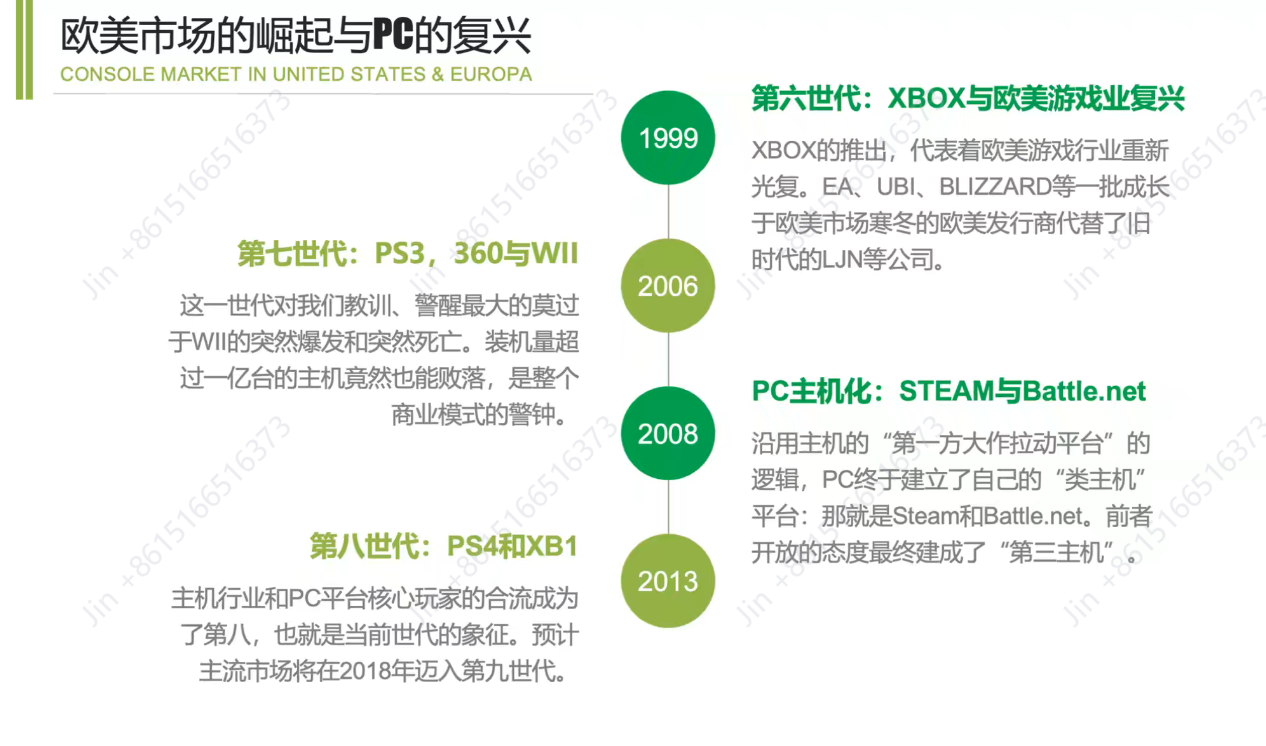 欧美市场的崛起与PC的复兴
CONSOLE MARKET IN UNITED STATES & EUROPA
1999
第六世代：XBOX与欧美游戏业复兴
XBOX的推出，代表着欧美游戏行业重新
光复。EA、UBI、BLIZZARD等一批成长
于欧美市场寒冬的欧美发行商代替了旧
时代的LJN等公司。
2006
第七世代：PS3，360与WII
这一世代对我们教训、警醒最大的莫过
于WII的突然爆发和突然死亡。装机量超
过一亿台的主机竟然也能败落，是整个
商业模式的警钟。
2008
PC主机化：STEAM与Battle.net
沿用主机的“第一方大作拉动平台”的
逻辑，PC终于建立了自己的“类主机”
平台：那就是Steam和Battle.net。前者
开放的态度最终建成了“第三主机”。
2013
第八世代：PS4和XB1
主机行业和PC平台核心玩家的合流成为
了第八，也就是当前世代的象征。预计
主流市场将在2018年迈入第九世代。
Jin +8615166516373
Jin +8615166516373
Jin +8615166516373
Jin +8615166516373
Jin +8615166516373
Jin +8615166516373
Jin +8615166516373
Jin +8615166516373